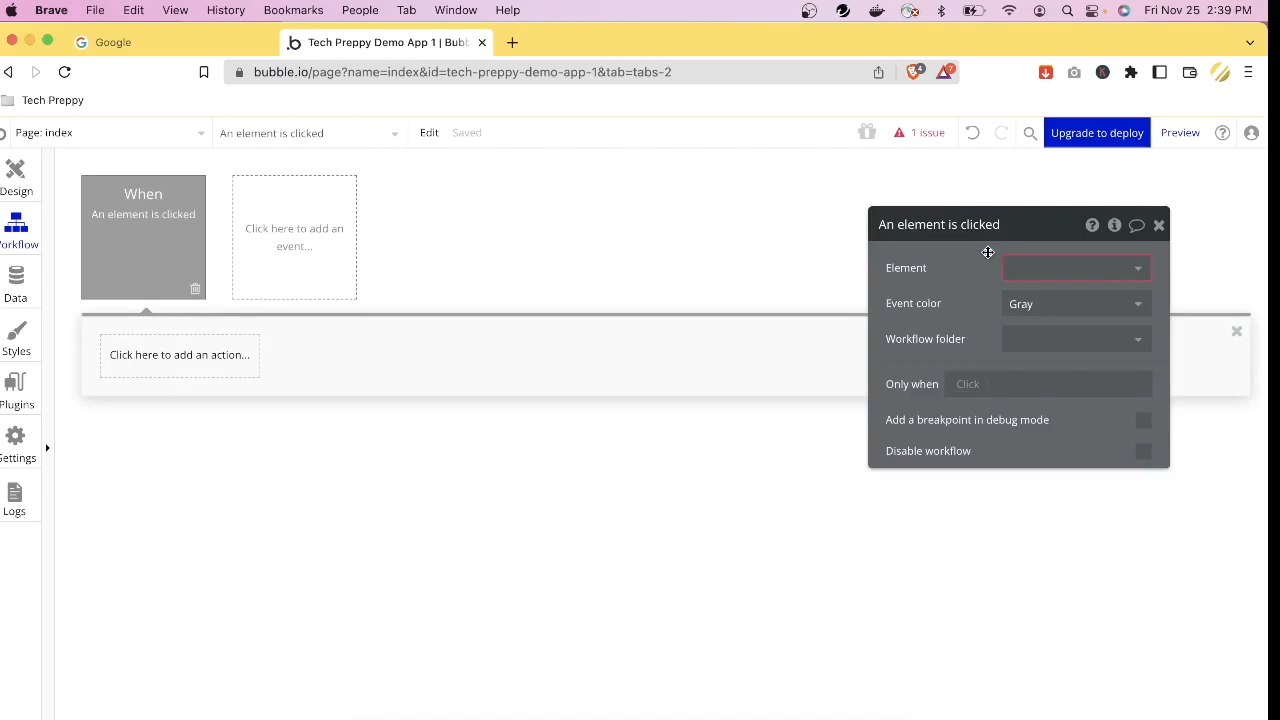 Brave File Edit View History Bookmarks People Tab Window Help Fri Nov 25 2:39 PM
Google Tech Preppy Demo App 1 | Bubb
bubble.io/page?name=index&id=tech-preppy-demo-app-1&tab=tabs-2 4 7 K
Tech Preppy
Page: index An element is clicked Edit Saved 1 issue Upgrade to deploy Preview
Design
Workflow
Data
Styles
Plugins
Settings
Logs
When
An element is clicked
Click here to add an
event...
Click here to add an action...
An element is clicked
Element
Event color Gray
Workflow folder
Only when Click
Add a breakpoint in debug mode
Disable workflow